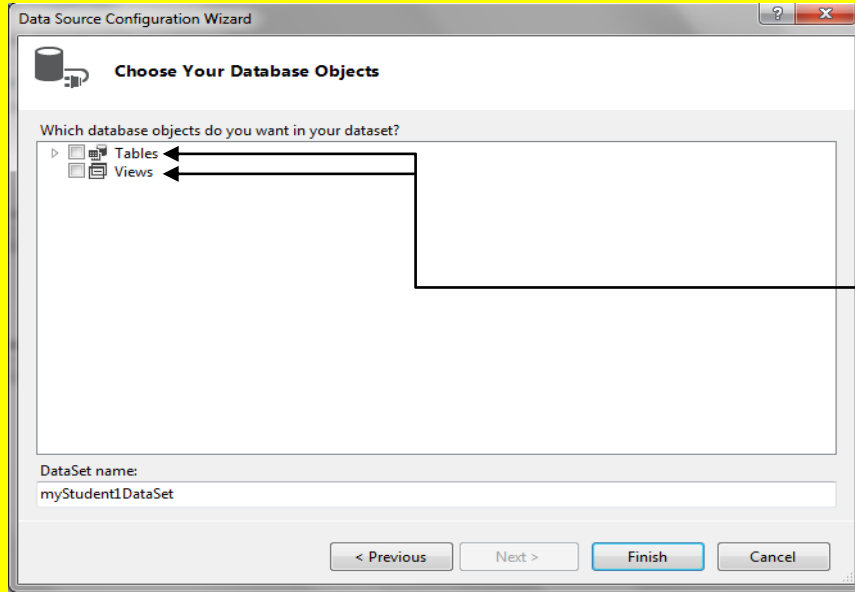 Data Source Configuration Wizard
Choose Your Database Objects
Which database objects do you want in your dataset?
Tables
Views
DataSet name:
myStudent1DataSet
< Previous Next > Finish Cancel